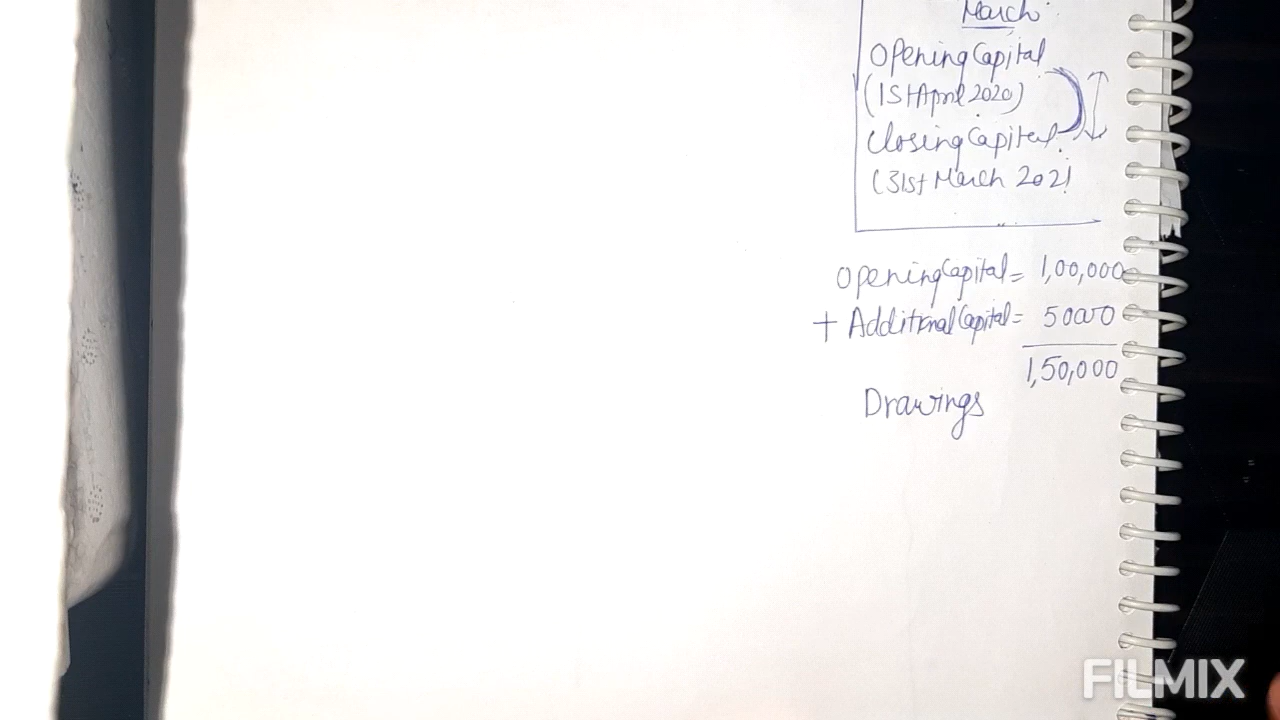 March
Opening Capital
(1st April 2020)
Closing Capital
(31st March 2021
Opening Capital = 1,00,000
+ Additional Capital = 50000
1,50,000
Drawings
FILMIX